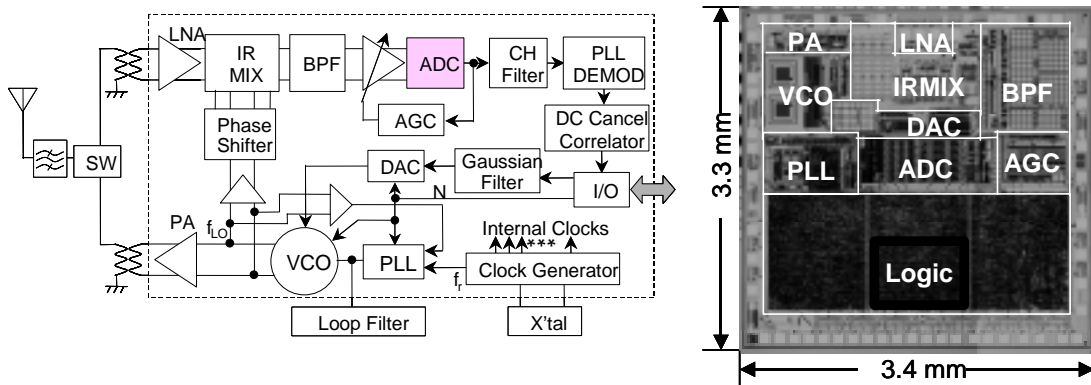 LNA
IR
MIX
BPF
ADC
CH
Filter
PLL
DEMOD
AGC
DC Cancel
Correlator
Phase
Shifter
SW
DAC
Gaussian
Filter
I/O
N
PA
fLO
VCO
PLL
Internal Clocks
***
fr
Clock Generator
Loop Filter
X'tal
PA
LNA
IRMIX
VCO
BPF
DAC
PLL
ADC
AGC
Logic
3.3 mm
3.4 mm